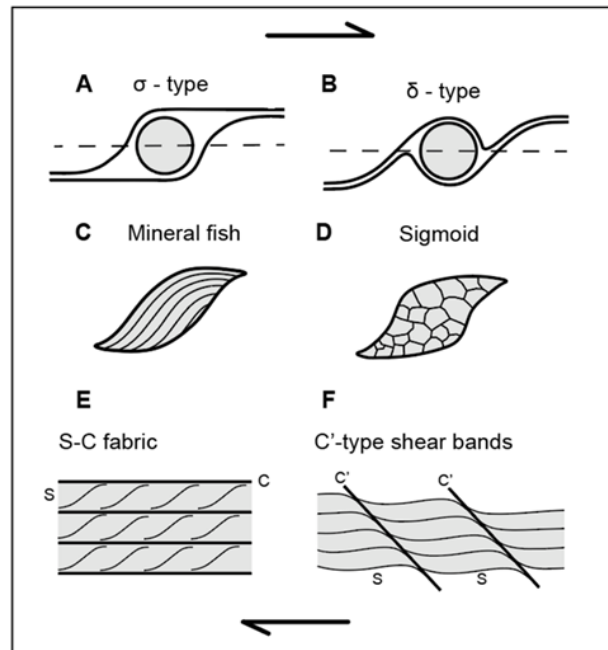 A
σ - type
B
δ - type
C Mineral fish
D Sigmoid
E
S-C fabric
S
C
F
C'-type shear bands
C'
C'
S
S